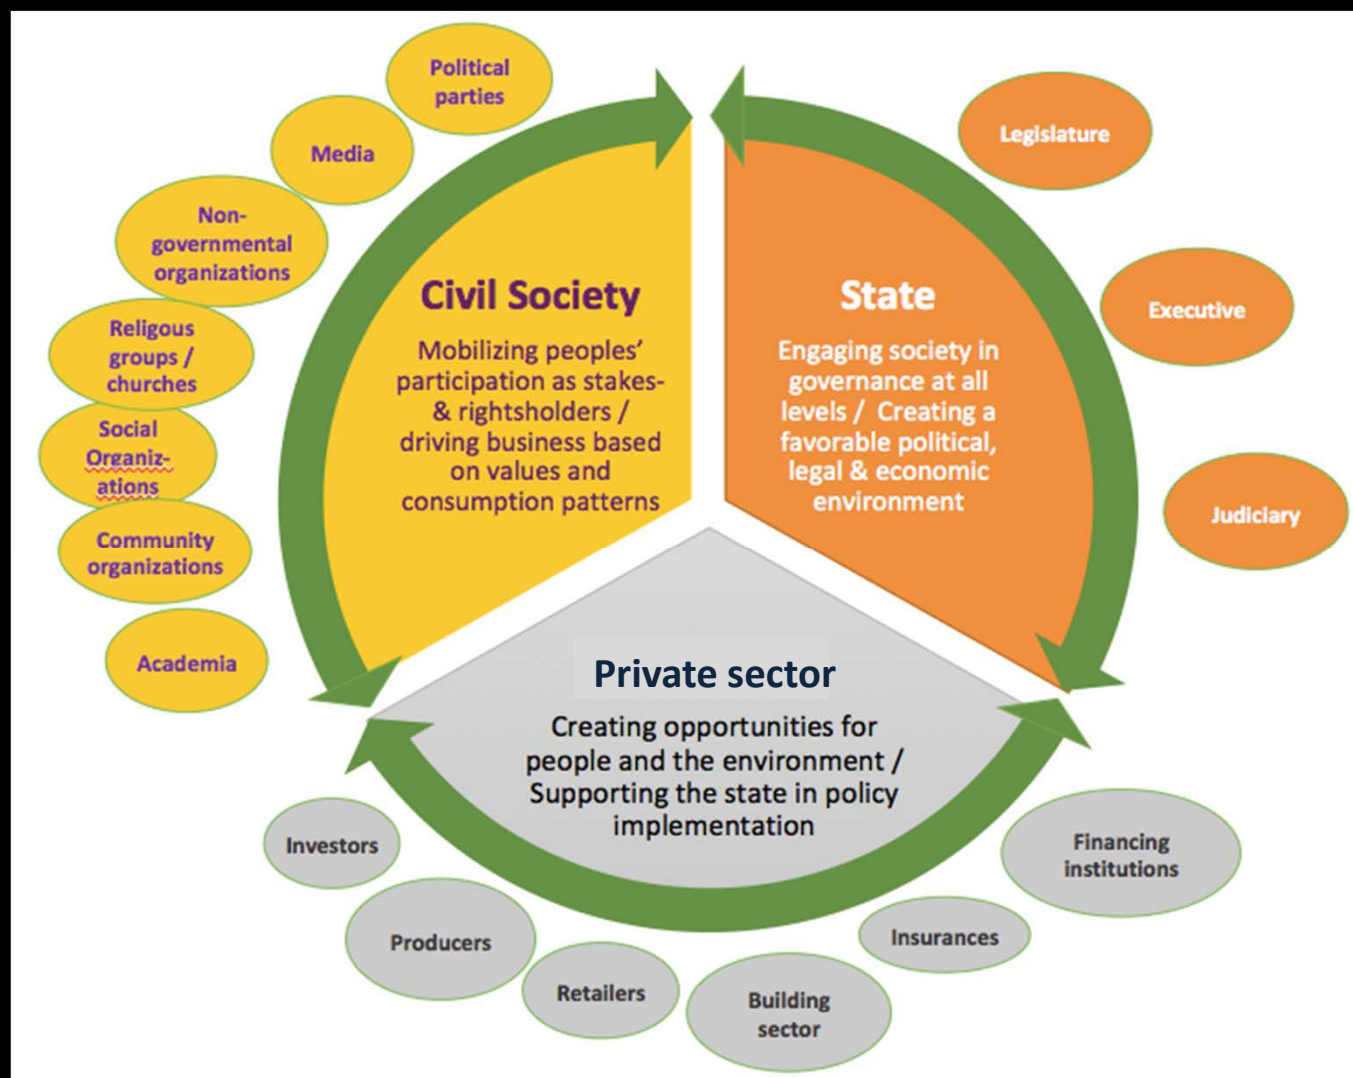 Political
parties
Media
Non-
governmental
organizations
Religous
groups /
churches
Social
Organiz-
ations
Community
organizations
Academia
Civil Society
Mobilizing peoples’
participation as stakes-
& rightsholders /
driving business based
on values and
consumption patterns
State
Engaging society in
governance at all
levels / Creating a
favorable political,
legal & economic
environment
Legislature
Executive
Judiciary
Private sector
Creating opportunities for
people and the environment /
Supporting the state in policy
implementation
Investors
Producers
Retailers
Building
sector
Insurances
Financing
institutions